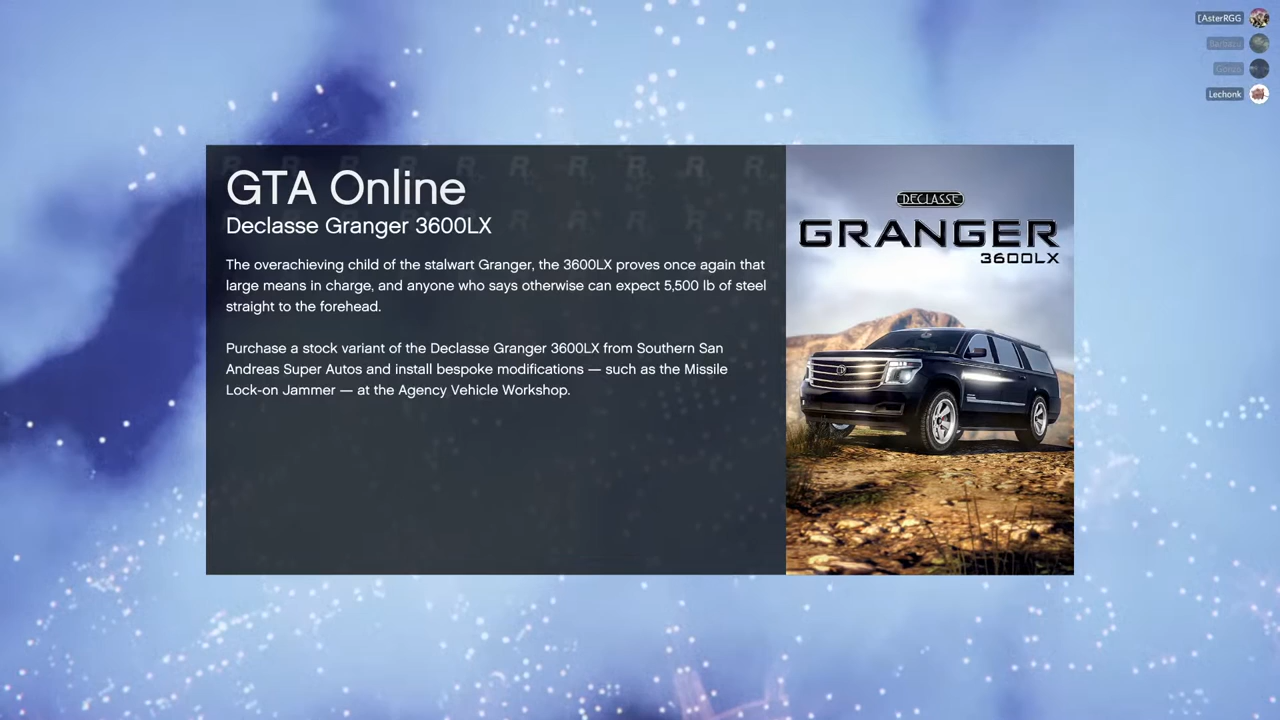 [AsterRGG
Lechonk
GTA Online
Declasse Granger 3600LX
The overachieving child of the stalwart Granger, the 3600LX proves once again that
large means in charge, and anyone who says otherwise can expect 5,500 lb of steel
straight to the forehead.
Purchase a stock variant of the Declasse Granger 3600LX from Southern San
Andreas Super Autos and install bespoke modifications — such as the Missile
Lock-on Jammer — at the Agency Vehicle Workshop.
DECLASSE
GRANGER
3600LX